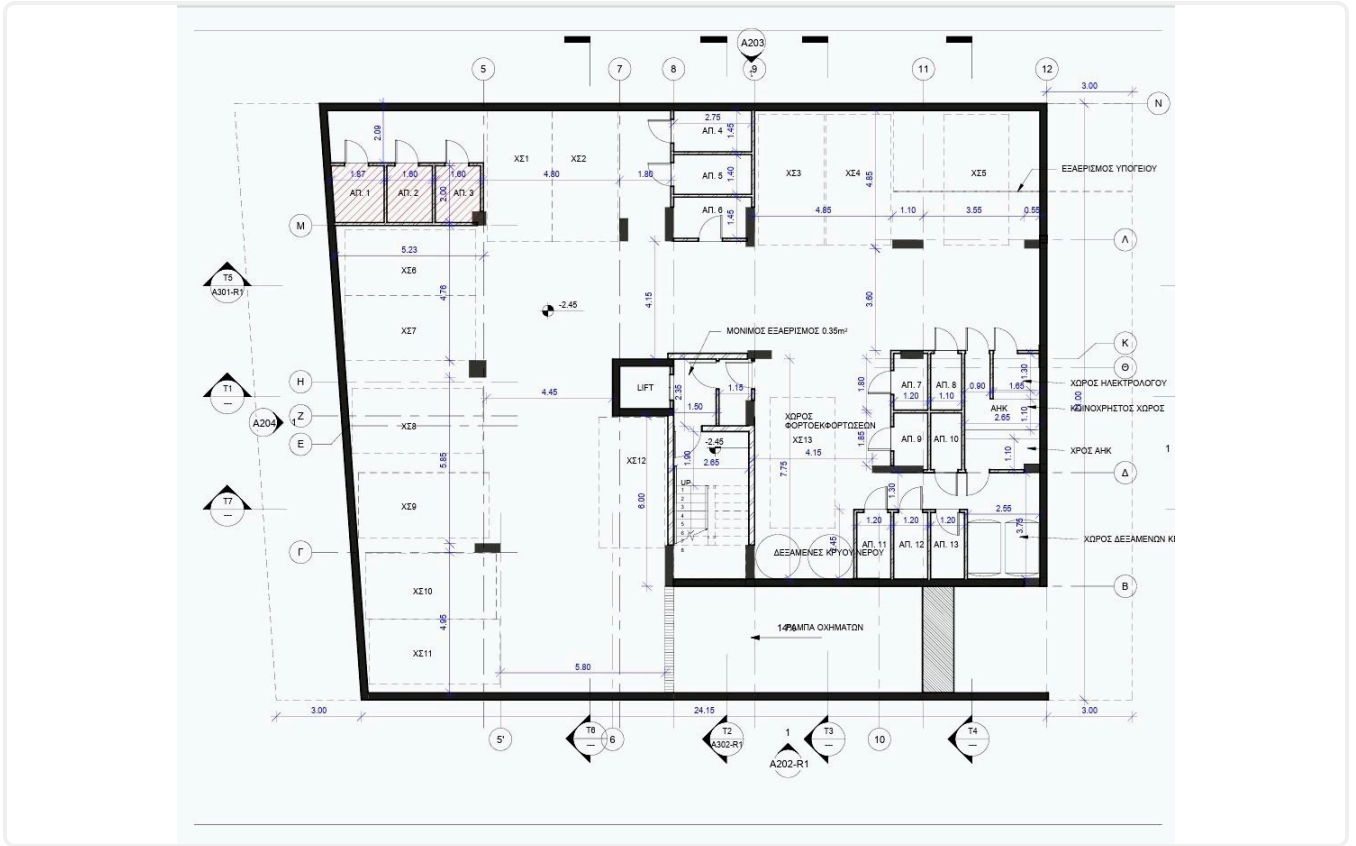 A203
5
7
8
9
11
12
3.00
N
2.09
2.75
1.45
ΑΠ. 4
ΕΞΑΕΡΙΣΜΟΣ ΥΠΟΓΕΙΟΥ
ΧΣ1
ΧΣ2
1.87
1.60
1.60
4.80
1.80
ΑΠ. 5
1.40
ΧΣ3
ΧΣ4
4.85
ΧΣ5
ΑΠ. 1
ΑΠ. 2
2.00
ΑΠ. 3
ΑΠ. 6
1.45
4.85
1.10
3.55
0.55
M
Λ
5.23
ΧΣ6
T5
A301-R1
4.76
-2.45
4.15
3.60
ΧΣ7
ΜΟΝΙΜΟΣ ΕΞΑΕΡΙΣΜΟΣ 0.35m²
K
Θ
H
LIFT
2.35
1.15
1.80
ΑΠ. 7
ΑΠ. 8
0.90
1.30
1.65
ΧΩΡΟΣ ΗΛΕΚΤΡΟΛΟΓΟΥ
T1
---
4.45
1.50
1.20
1.10
ΑΗΚ
1.10
ΚΟΙΝΟΧΡΗΣΤΟΣ ΧΩΡΟΣ
Z
A204
1
ΧΣ8
ΧΩΡΟΣ
ΦΟΡΤΟΕΚΦΟΡΤΩΣΕΩΝ
2.65
E
ΧΣ13
1.85
ΑΠ. 9
ΑΠ. 10
-2.45
1.90
2.65
4.15
1.10
ΧΡΟΣ ΑΗΚ
1
5.85
ΧΣ12
7.75
Δ
UP
T7
---
ΧΣ9
6.00
1.30
2.55
1.20
1.20
1.20
3.75
Γ
ΔΕΞΑΜΕΝΕΣ ΚΡΥΟΥ ΝΕΡΟΥ
ΑΠ. 11
ΑΠ. 12
ΑΠ. 13
ΧΩΡΟΣ ΔΕΞΑΜΕΝΩΝ
B
ΧΣ10
4.95
ΡΑΜΠΑ ΟΧΗΜΑΤΩΝ
ΧΣ11
5.80
3.00
24.15
3.00
5'
T6
---
6
T2
A302-R1
1
A202-R1
T3
---
10
T4
---